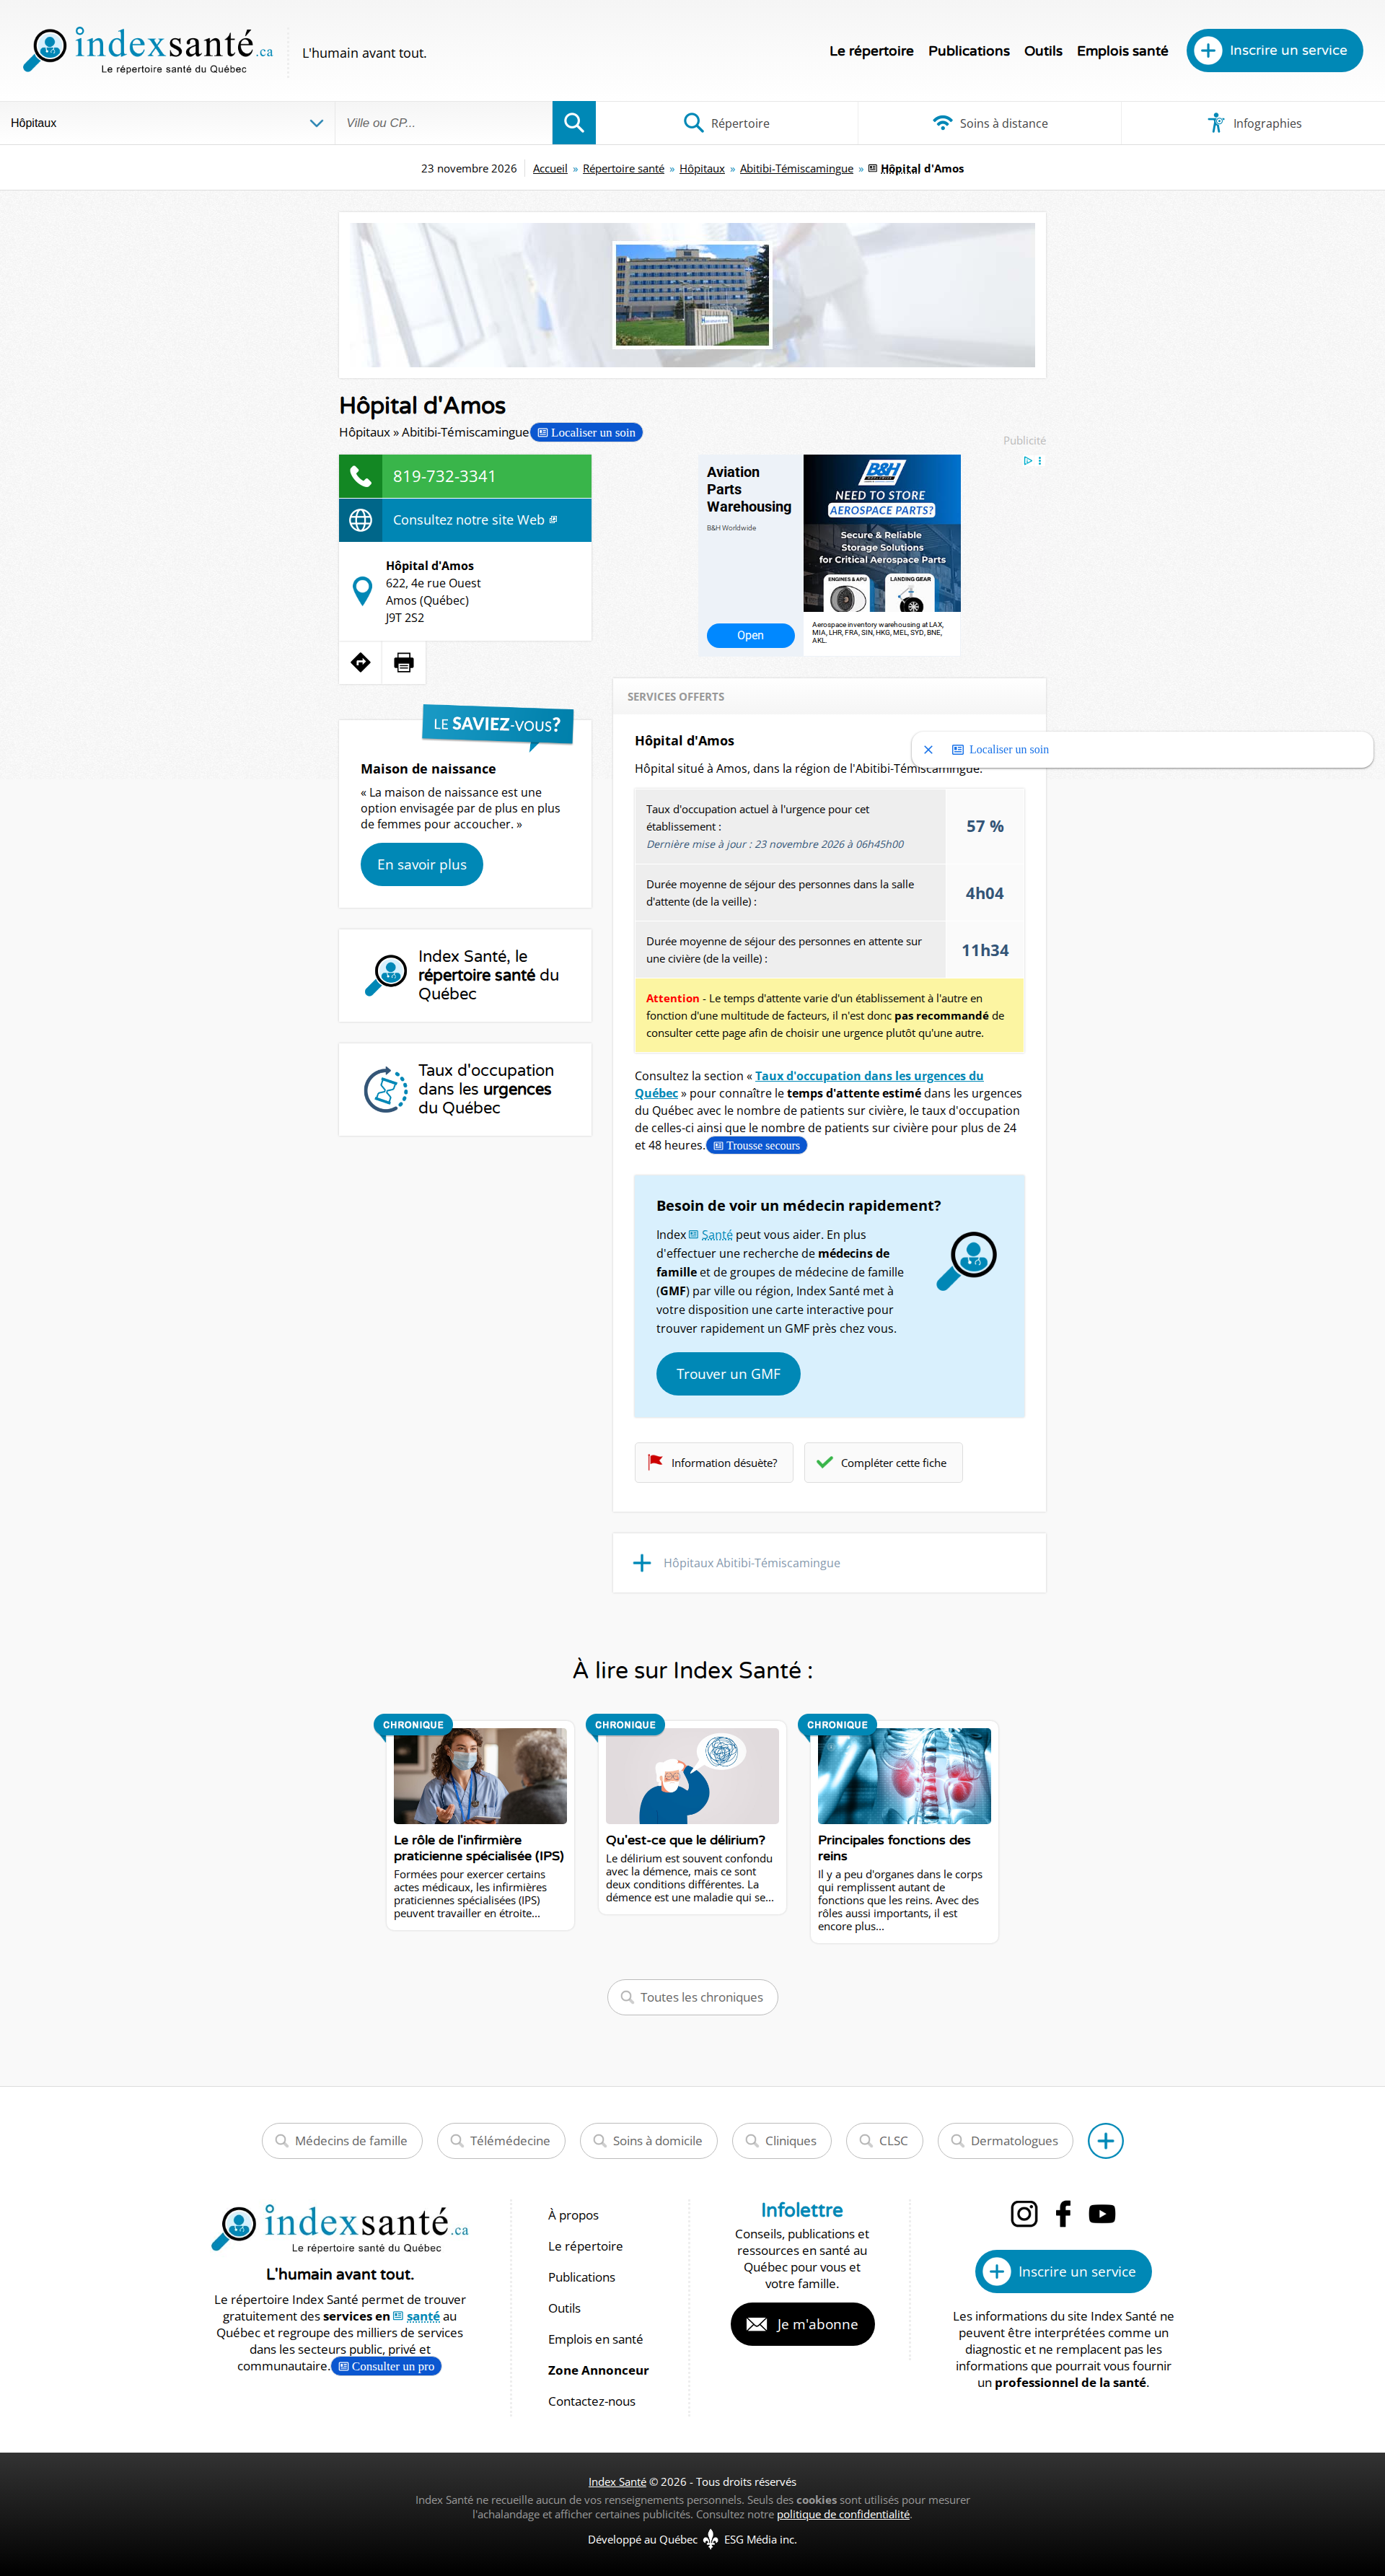 indexsanté.ca
Le répertoire santé du Québec
L'humain avant tout.
Le répertoire
Publications
Outils
Emplois santé
Inscrire un service
Hôpitaux
Ville ou CP...
Répertoire
Soins à distance
Infographies
23 novembre 2026
Accueil » Répertoire santé » Hôpitaux » Abitibi-Témiscamingue » Hôpital d'Amos
Hôpital d'Amos
Hôpitaux » Abitibi-Témiscamingue Localiser un soin
Publicité
819-732-3341
Consultez notre site Web
Hôpital d'Amos
622, 4e rue Ouest
Amos (Québec)
J9T 2S2
Aviation
Parts
Warehousing
B&H Worldwide
Open
B&H
NEED TO STORE
AEROSPACE PARTS?
Secure & Reliable
Storage Solutions
for Critical Aerospace Parts
ENGINES & APU
LANDING GEAR
Aerospace inventory warehousing at LAX,
MIA, LHR, FRA, SIN, HKG, MEL, SYD, BNE,
AKL.
LE SAVIEZ-VOUS?
Maison de naissance
« La maison de naissance est une
option envisagée par de plus en plus
de femmes pour accoucher. »
En savoir plus
Index Santé, le
répertoire santé du
Québec
Taux d'occupation
dans les urgences
du Québec
SERVICES OFFERTS
Hôpital d'Amos
Hôpital situé à Amos, dans la région de l'Abitibi-Témiscamingue.
Localiser un soin
Taux d'occupation actuel à l'urgence pour cet
établissement :
Dernière mise à jour : 23 novembre 2026 à 06h45h00
57 %
Durée moyenne de séjour des personnes dans la salle
d'attente (de la veille) :
4h04
Durée moyenne de séjour des personnes en attente sur
une civière (de la veille) :
11h34
Attention - Le temps d'attente varie d'un établissement à l'autre en
fonction d'une multitude de facteurs, il n'est donc pas recommandé de
consulter cette page afin de choisir une urgence plutôt qu'une autre.
Consultez la section « Taux d'occupation dans les urgences du
Québec » pour connaître le temps d'attente estimé dans les urgences
du Québec avec le nombre de patients sur civière, le taux d'occupation
de celles-ci ainsi que le nombre de patients sur civière pour plus de 24
et 48 heures. Trousse secours
Besoin de voir un médecin rapidement?
Index Santé peut vous aider. En plus
d'effectuer une recherche de médecins de
famille et de groupes de médecine de famille
(GMF) par ville ou région, Index Santé met à
votre disposition une carte interactive pour
trouver rapidement un GMF près chez vous.
Trouver un GMF
Information désuète?
Compléter cette fiche
Hôpitaux Abitibi-Témiscamingue
À lire sur Index Santé :
CHRONIQUE
Le rôle de l'infirmière
praticienne spécialisée (IPS)
Formées pour exercer certains
actes médicaux, les infirmières
praticiennes spécialisées (IPS)
peuvent travailler en étroite...
CHRONIQUE
Qu'est-ce que le délirium?
Le délirium est souvent confondu
avec la démence, mais ce sont
deux conditions différentes. La
démence est une maladie qui se...
CHRONIQUE
Principales fonctions des
reins
Il y a peu d'organes dans le corps
qui remplissent autant de
fonctions que les reins. Avec des
rôles aussi importants, il est
encore plus...
Toutes les chroniques
Médecins de famille
Télémédecine
Soins à domicile
Cliniques
CLSC
Dermatologues
indexsanté.ca
Le répertoire santé du Québec
L'humain avant tout.
Le répertoire Index Santé permet de trouver
gratuitement des services en santé au
Québec et regroupe des milliers de services
dans les secteurs public, privé et
communautaire. Consulter un pro
À propos
Le répertoire
Publications
Outils
Emplois en santé
Zone Annonceur
Contactez-nous
Infolettre
Conseils, publications et
ressources en santé au
Québec pour vous et
votre famille.
Je m'abonne
Inscrire un service
Les informations du site Index Santé ne
peuvent être interprétées comme un
diagnostic et ne remplacent pas les
informations que pourrait vous fournir
un professionnel de la santé.
Index Santé © 2026 - Tous droits réservés
Index Santé ne recueille aucun de vos renseignements personnels. Seuls des cookies sont utilisés pour mesurer
l'achalandage et afficher certaines publicités. Consultez notre politique de confidentialité.
Développé au Québec ESG Média inc.